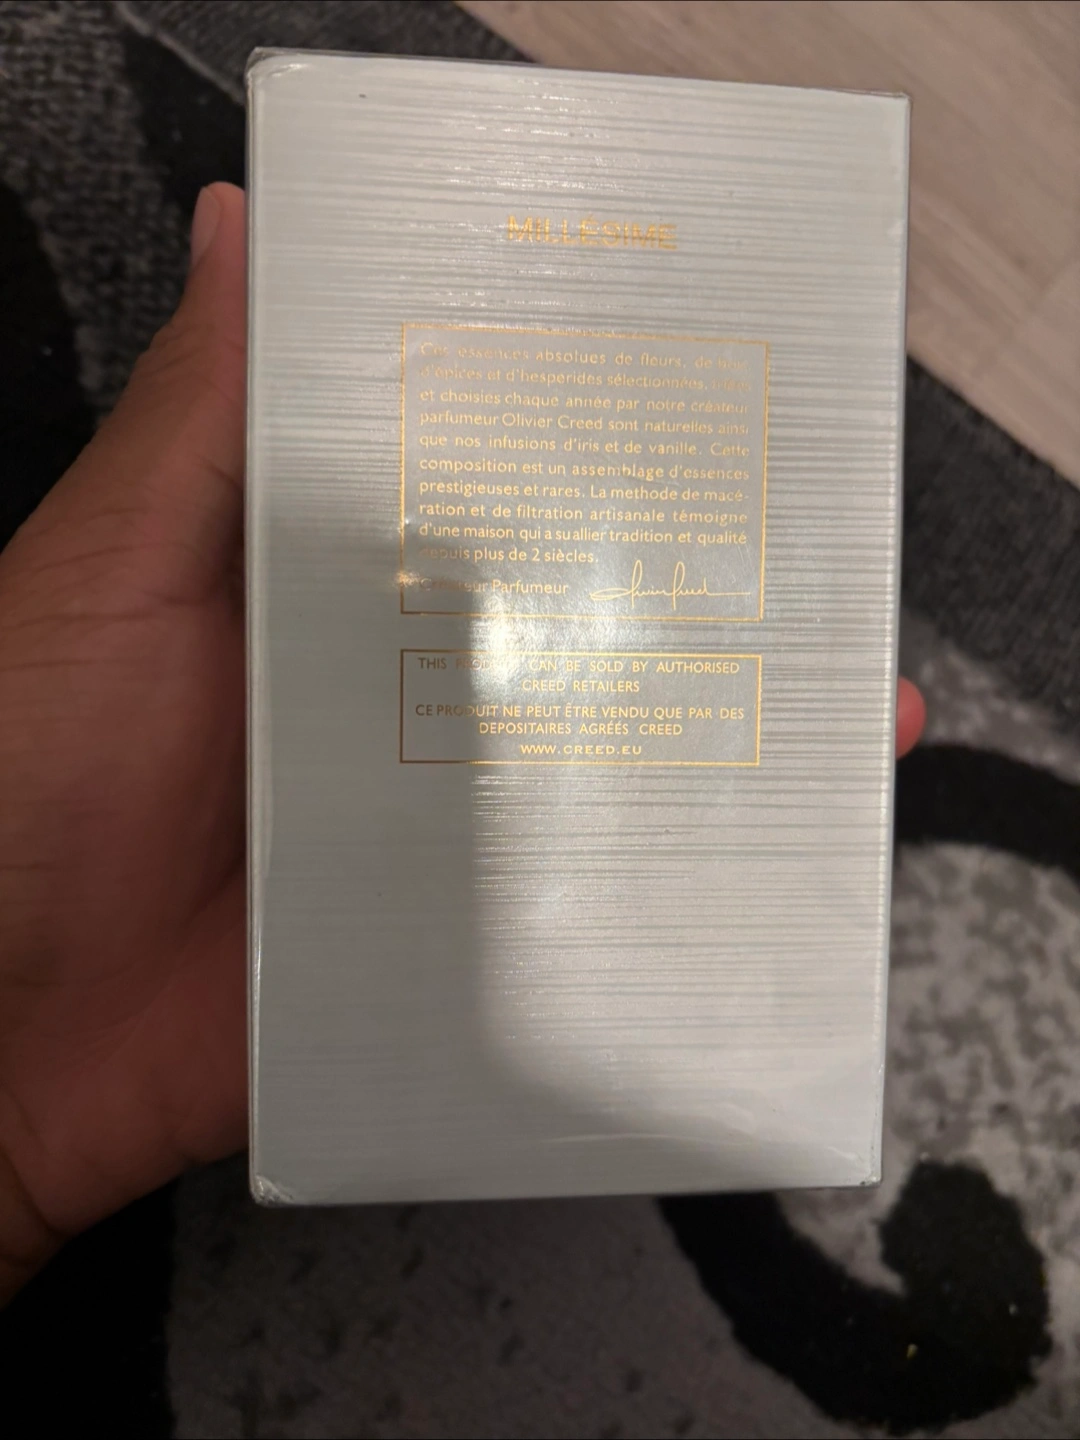 MILLÉSIME
Ces essences absolues de fleurs, de bois,
d'épices et d'hesperides sélectionnées,
et choisies chaque année par notre créateur
parfumeur Olivier Creed sont naturelles ainsi
que nos infusions d'iris et de vanille. Cette
composition est un assemblage d'essences
prestigieuses et rares. La methode de macé-
ration et de filtration artisanale témoigne
d'une maison qui a su allier tradition et qualité
depuis plus de 2 siècles.
Créateur Parfumeur
THIS PRODUCT CAN BE SOLD BY AUTHORISED
CREED RETAILERS
CE PRODUIT NE PEUT ÊTRE VENDU QUE PAR DES
DEPOSITAIRES AGRÉÉS CREED
WWW.CREED.EU